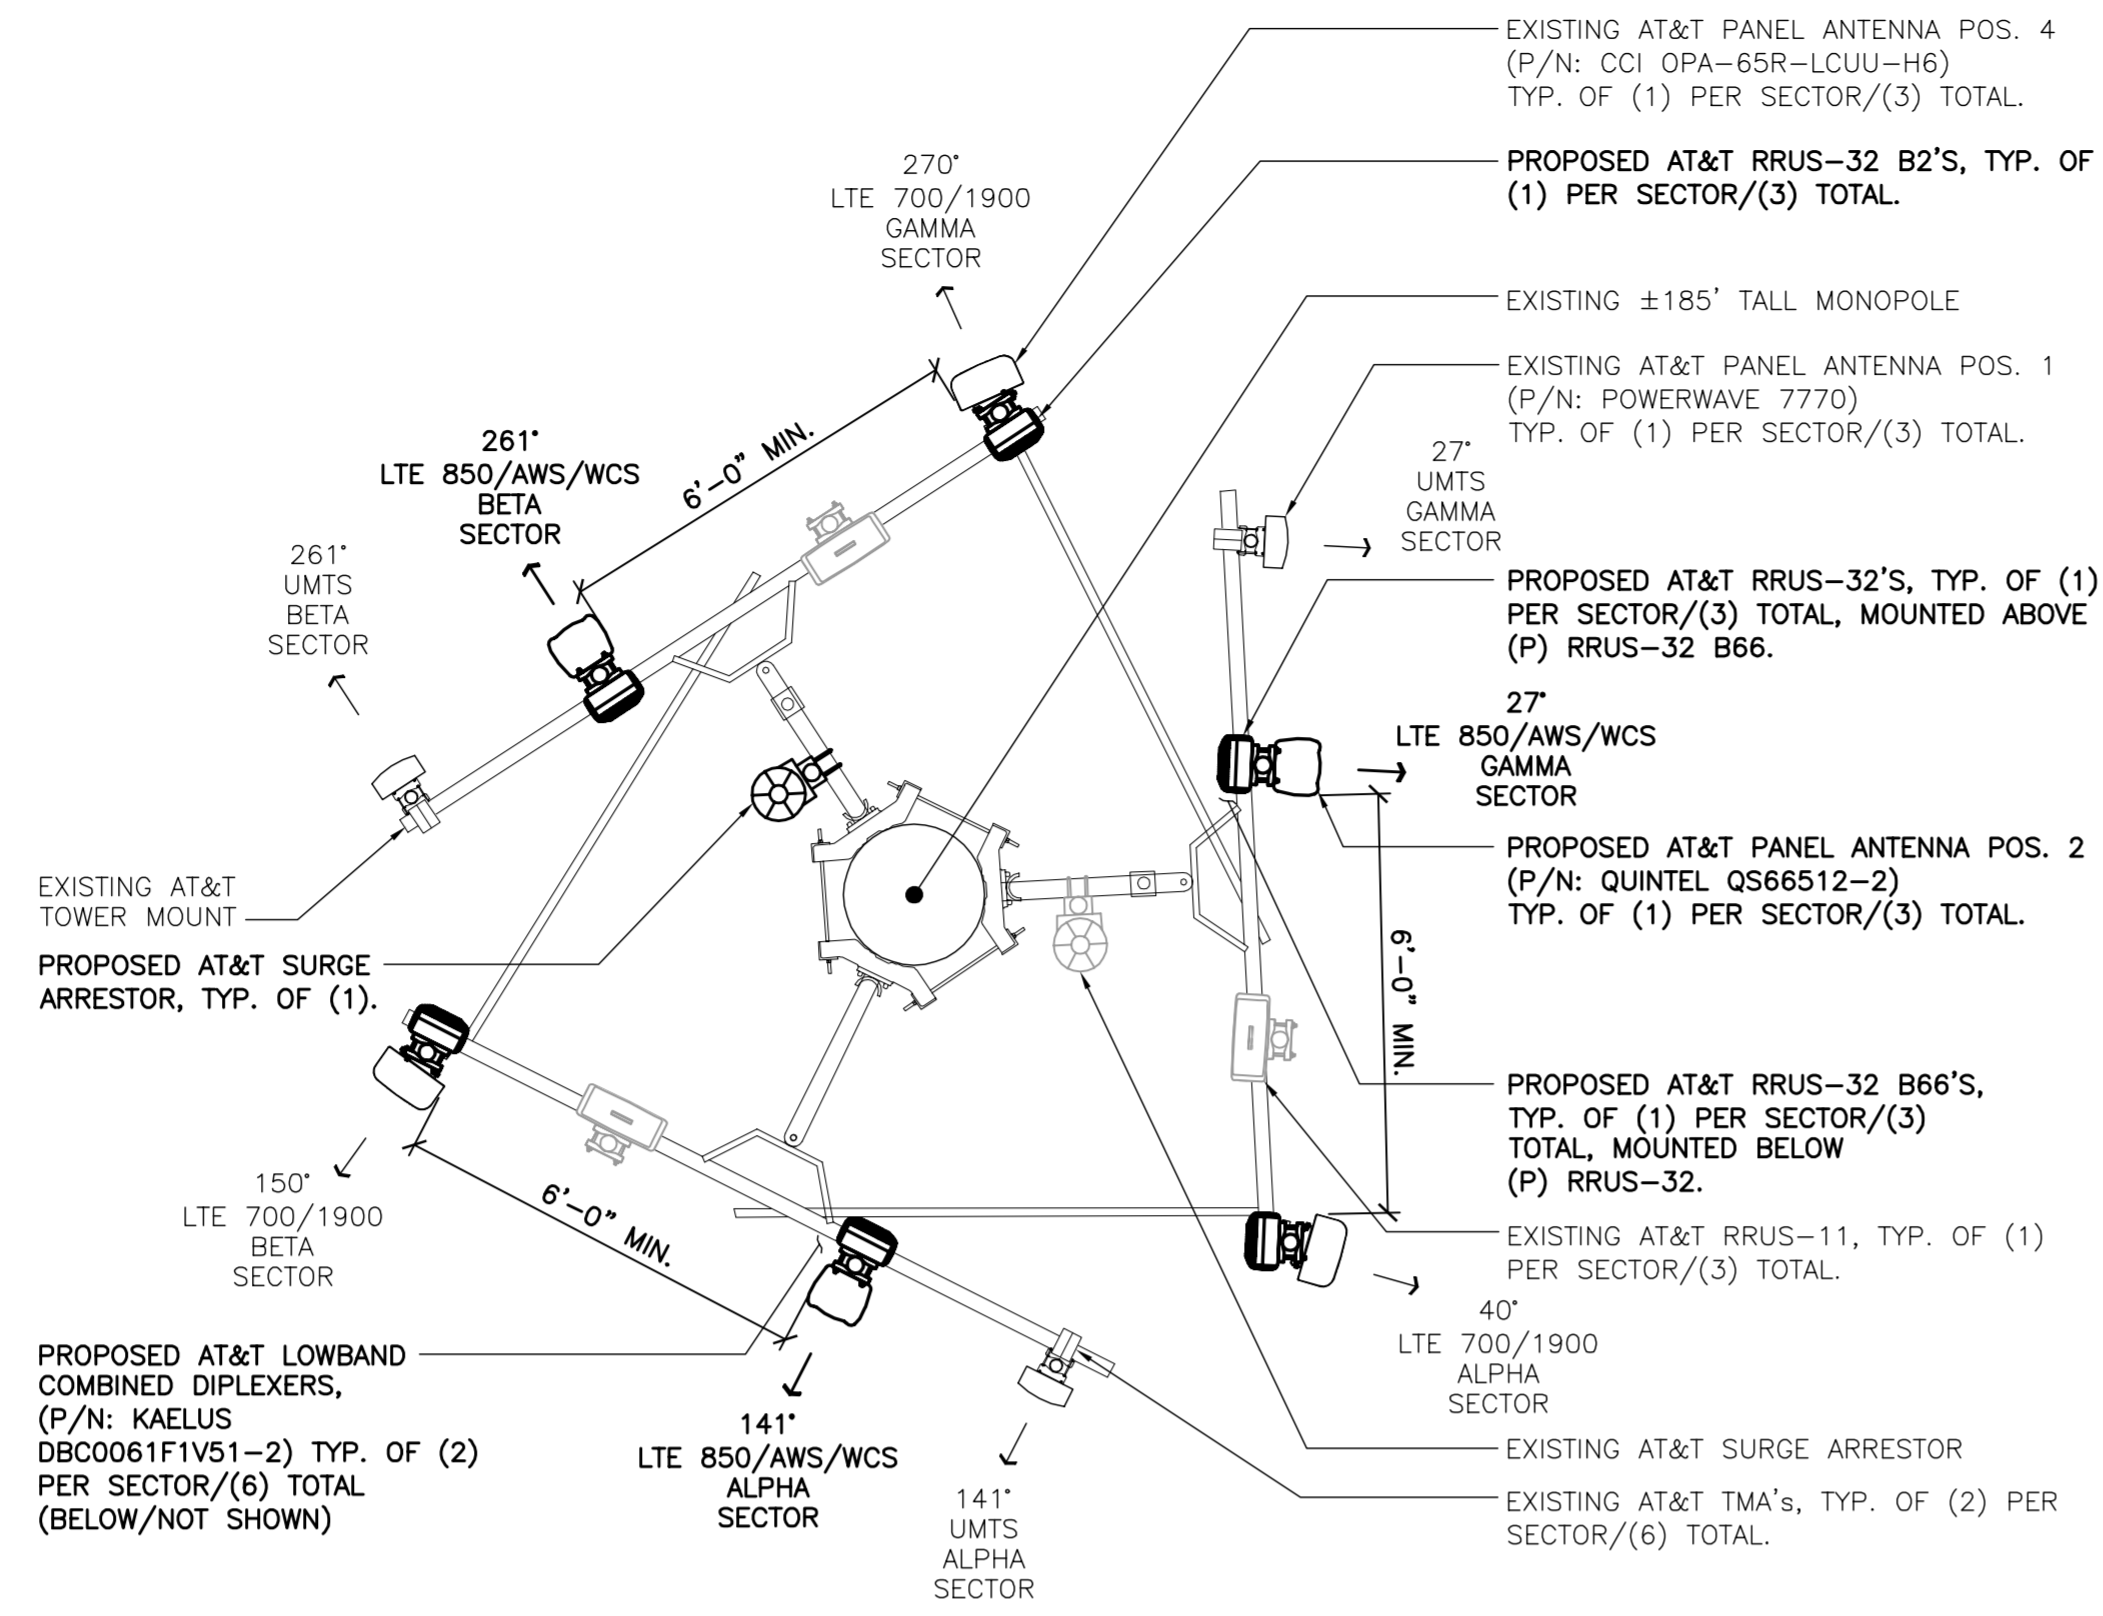 EXISTING AT&T PANEL ANTENNA POS. 4
(P/N: CCI OPA-65R-LCUU-H6)
TYP. OF (1) PER SECTOR/(3) TOTAL.
PROPOSED AT&T RRUS-32 B2'S, TYP. OF
(1) PER SECTOR/(3) TOTAL.
270°
LTE 700/1900
GAMMA
SECTOR
EXISTING ±185' TALL MONOPOLE
EXISTING AT&T PANEL ANTENNA POS. 1
(P/N: POWERWAVE 7770)
TYP. OF (1) PER SECTOR/(3) TOTAL.
6'-0" MIN.
261°
LTE 850/AWS/WCS
BETA
SECTOR
27°
UMTS
GAMMA
SECTOR
261°
UMTS
BETA
SECTOR
PROPOSED AT&T RRUS-32'S, TYP. OF (1)
PER SECTOR/(3) TOTAL, MOUNTED ABOVE
(P) RRUS-32 B66.
27°
LTE 850/AWS/WCS
GAMMA
SECTOR
PROPOSED AT&T PANEL ANTENNA POS. 2
(P/N: QUINTEL QS66512-2)
TYP. OF (1) PER SECTOR/(3) TOTAL.
EXISTING AT&T
TOWER MOUNT
PROPOSED AT&T SURGE
ARRESTOR, TYP. OF (1).
6'-0" MIN.
PROPOSED AT&T RRUS-32 B66'S,
TYP. OF (1) PER SECTOR/(3)
TOTAL, MOUNTED BELOW
(P) RRUS-32.
150°
LTE 700/1900
BETA
SECTOR
6'-0" MIN.
EXISTING AT&T RRUS-11, TYP. OF (1)
PER SECTOR/(3) TOTAL.
40°
LTE 700/1900
ALPHA
SECTOR
PROPOSED AT&T LOWBAND
COMBINED DIPLEXERS,
(P/N: KAELUS
DBC0061F1V51-2) TYP. OF (2)
PER SECTOR/(6) TOTAL
(BELOW/NOT SHOWN)
141°
LTE 850/AWS/WCS
ALPHA
SECTOR
141°
UMTS
ALPHA
SECTOR
EXISTING AT&T SURGE ARRESTOR
EXISTING AT&T TMA's, TYP. OF (2) PER
SECTOR/(6) TOTAL.